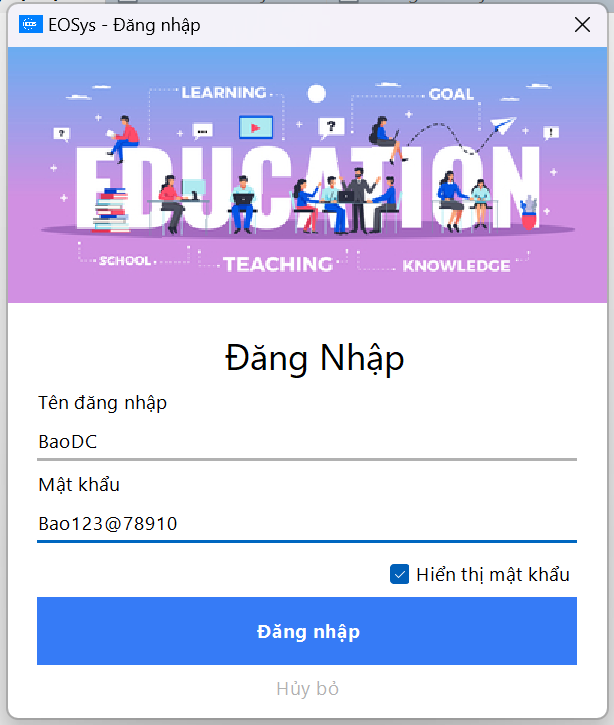 EOSys - Đăng nhập
LEARNING
GOAL
?
...
?
!
EDUCATION
SCHOOL
TEACHING
KNOWLEDGE
Đăng Nhập
Tên đăng nhập
BaoDC
Mật khẩu
Bao123@78910
Hiển thị mật khẩu
Đăng nhập
Hủy bỏ